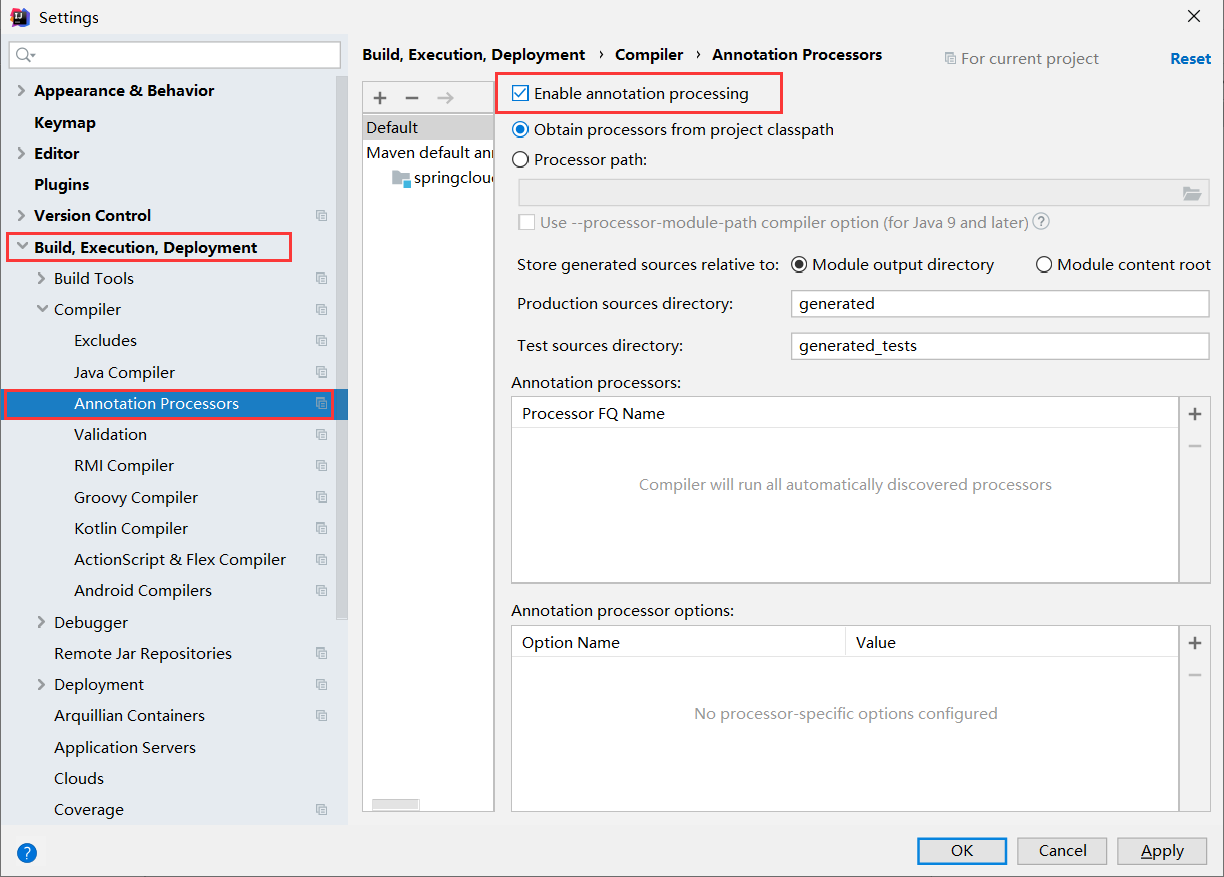 Settings
Appearance & Behavior
Keymap
Editor
Plugins
Version Control
Build, Execution, Deployment
Build Tools
Compiler
Excludes
Java Compiler
Annotation Processors
Validation
RMI Compiler
Groovy Compiler
Kotlin Compiler
ActionScript & Flex Compiler
Android Compilers
Debugger
Remote Jar Repositories
Deployment
Arquillian Containers
Application Servers
Clouds
Coverage
Build, Execution, Deployment › Compiler › Annotation Processors
For current project
Reset
Default
Maven default ann
springcloud
Enable annotation processing
Obtain processors from project classpath
Processor path:
Use --processor-module-path compiler option (for Java 9 and later) ?
Store generated sources relative to: Module output directory Module content root
Production sources directory: generated
Test sources directory: generated_tests
Annotation processors:
Processor FQ Name
Compiler will run all automatically discovered processors
Annotation processor options:
Option Name Value
No processor-specific options configured
?
OK Cancel Apply